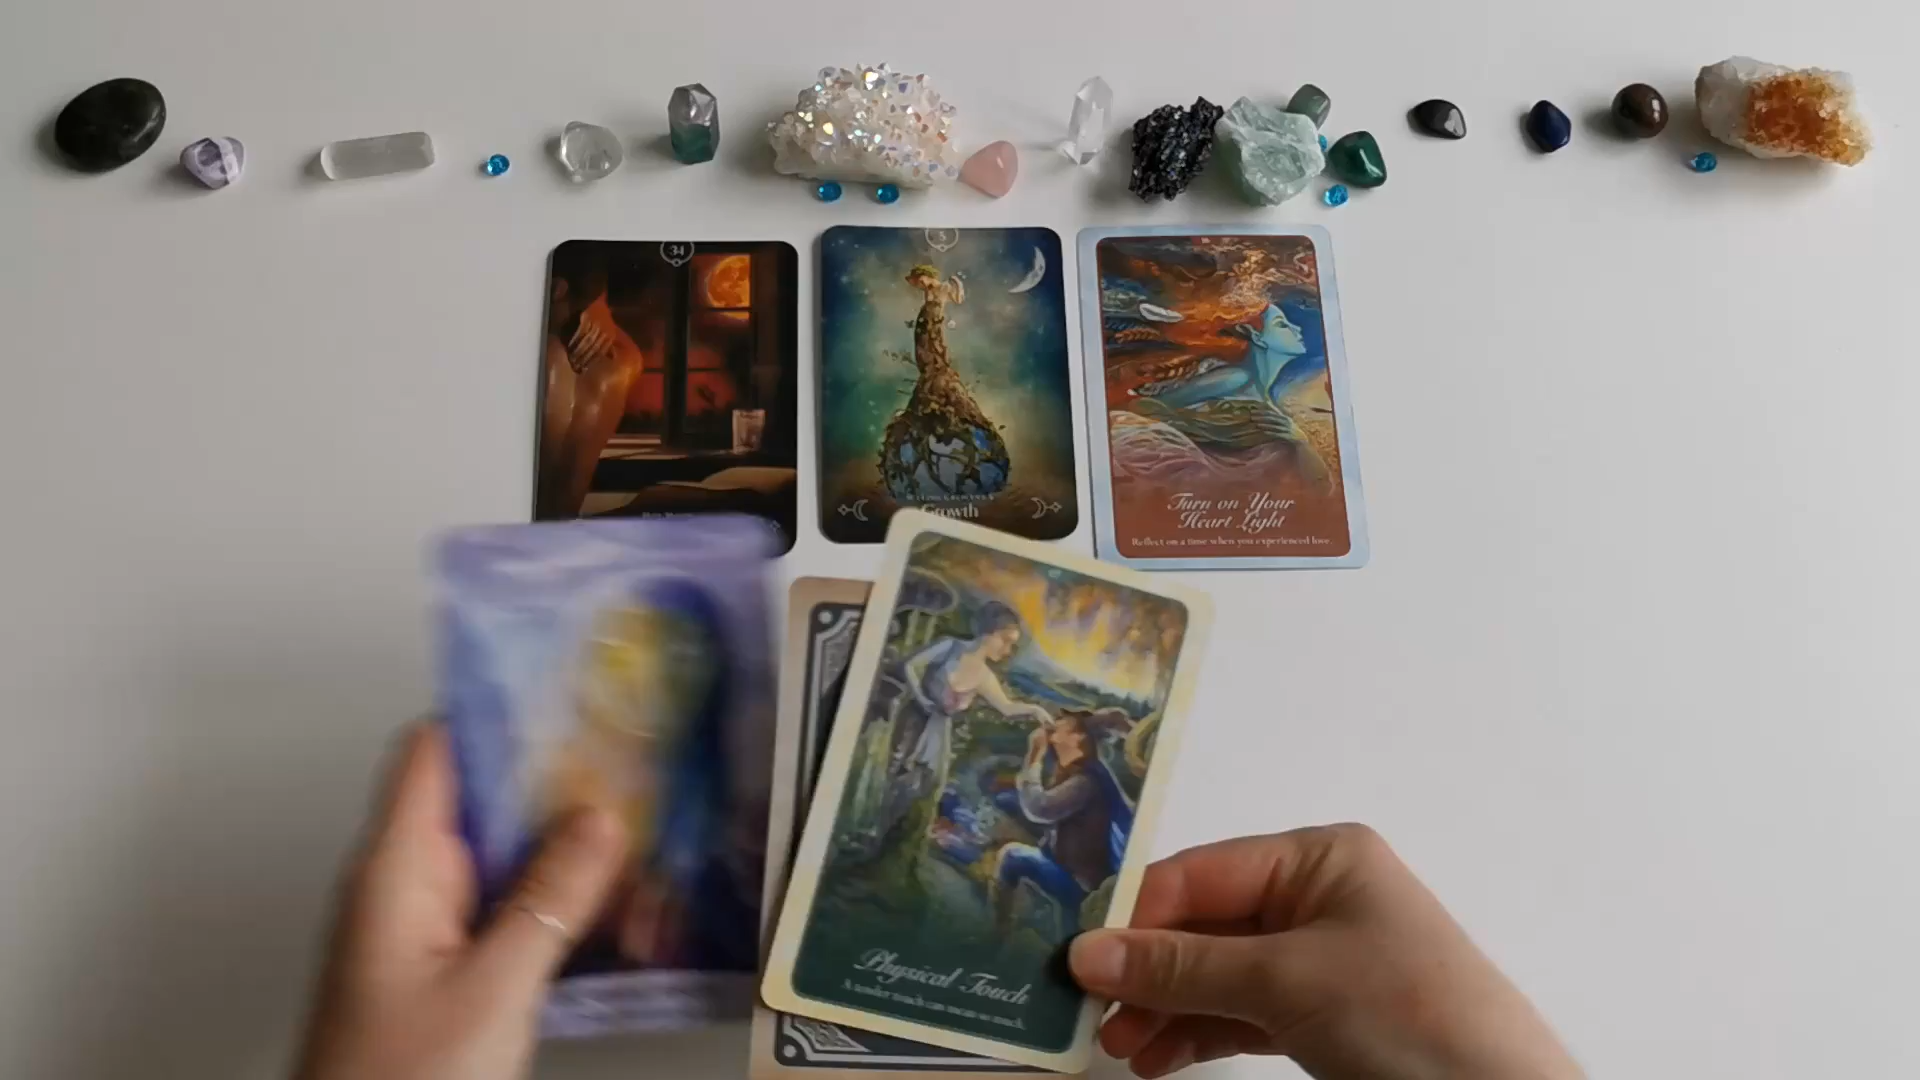 34
5
Growth
Turn on Your
Heart Light
Reflect on a time when you experienced love.
Physical Touch
A tender touch can mean so much.